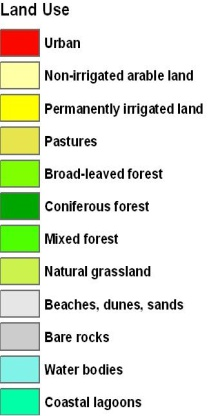 Land Use
Urban
Non-irrigated arable land
Permanently irrigated land
Pastures
Broad-leaved forest
Coniferous forest
Mixed forest
Natural grassland
Beaches, dunes, sands
Bare rocks
Water bodies
Coastal lagoons